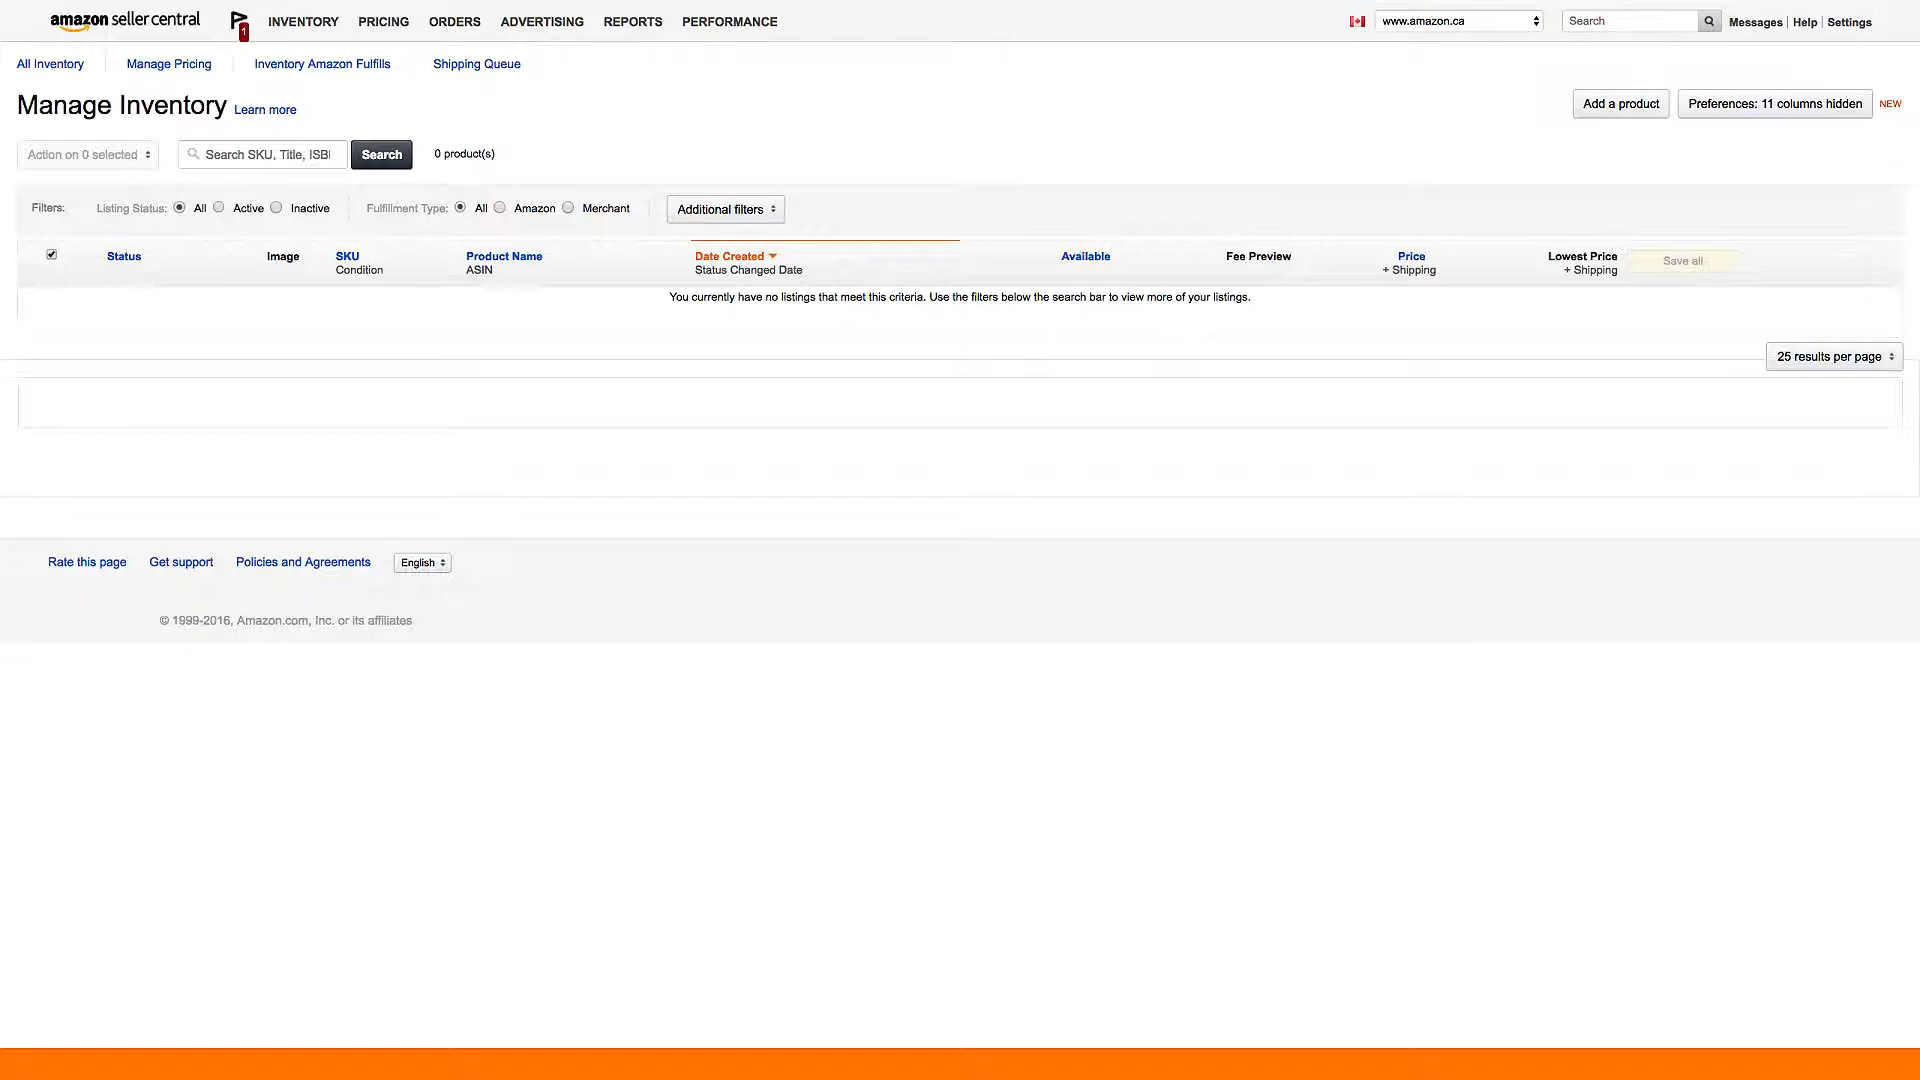 amazon seller central
1
INVENTORY PRICING ORDERS ADVERTISING REPORTS PERFORMANCE
www.amazon.ca
Search
Messages | Help | Settings
All Inventory Manage Pricing Inventory Amazon Fulfills Shipping Queue
Manage Inventory Learn more
Add a product Preferences: 11 columns hidden NEW
Action on 0 selected Search SKU, Title, ISBI Search 0 product(s)
Filters: Listing Status: All Active Inactive Fulfillment Type: All Amazon Merchant Additional filters
Status Image SKU Product Name Date Created Available Fee Preview Price Lowest Price Save all
Condition ASIN Status Changed Date + Shipping + Shipping
You currently have no listings that meet this criteria. Use the filters below the search bar to view more of your listings.
25 results per page
Rate this page Get support Policies and Agreements English
© 1999-2016, Amazon.com, Inc. or its affiliates